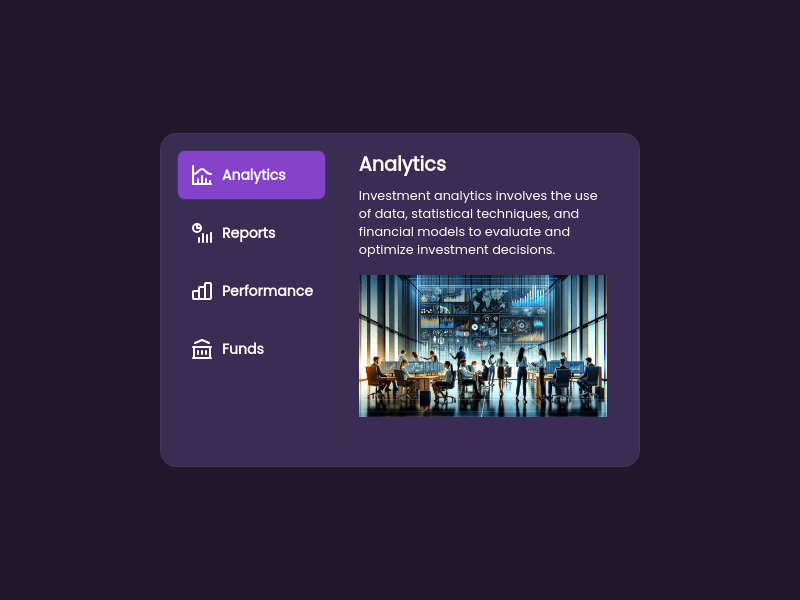 Analytics
Reports
Performance
Funds
Analytics
Investment analytics involves the use
of data, statistical techniques, and
financial models to evaluate and
optimize investment decisions.